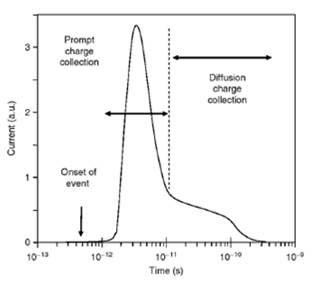 Prompt
charge
collection
Diffusion
charge
collection
Onset of
event
Current (a.u.)
3
2
1
0
10-13
10-12
10-11
10-10
10-9
Time (s)